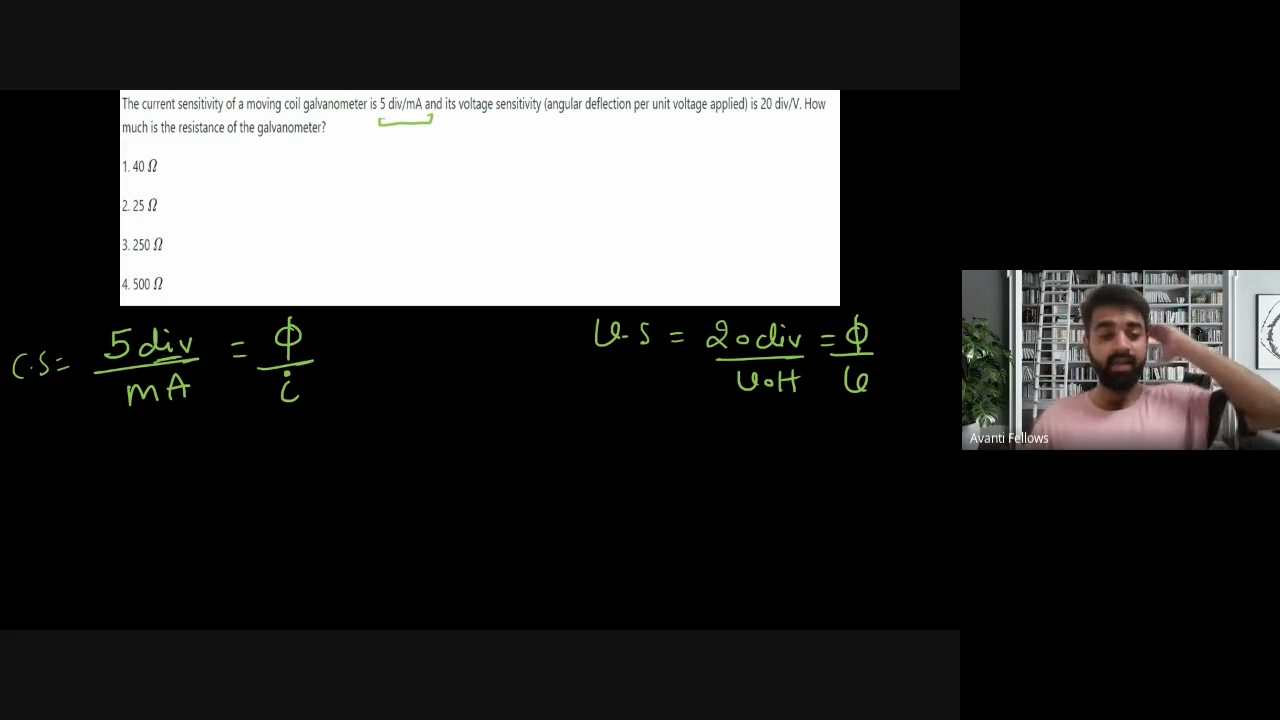 The current sensitivity of a moving coil galvanometer is 5 div/mA and its voltage sensitivity (angular deflection per unit voltage applied) is 20 div/V. How
much is the resistance of the galvanometer?
1. 40 Ω
2. 25 Ω
3. 250 Ω
4. 500 Ω
C.S = 5 div / mA = ϕ / i
V.S = 20 div / volt = ϕ / V
Avanti Fellows